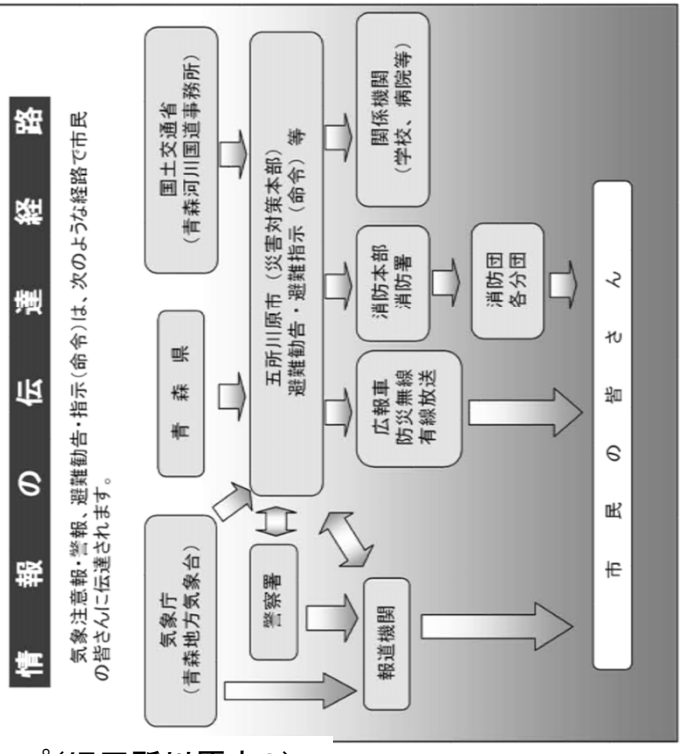 情報の伝達経路
気象注意報・警報、避難勧告・指示(命令)は、次のような経路で市民
の皆さんに伝達されます。
気象庁
(青森地方気象台)
青森県
国土交通省
(青森河川国道事務所)
警察署
五所川原市(災害対策本部)
避難勧告・避難指示(命令)等
報道機関
広報車
防災無線
有線放送
消防本部
消防署
関係機関
(学校、病院等)
消防団
各分団
市民の皆さん